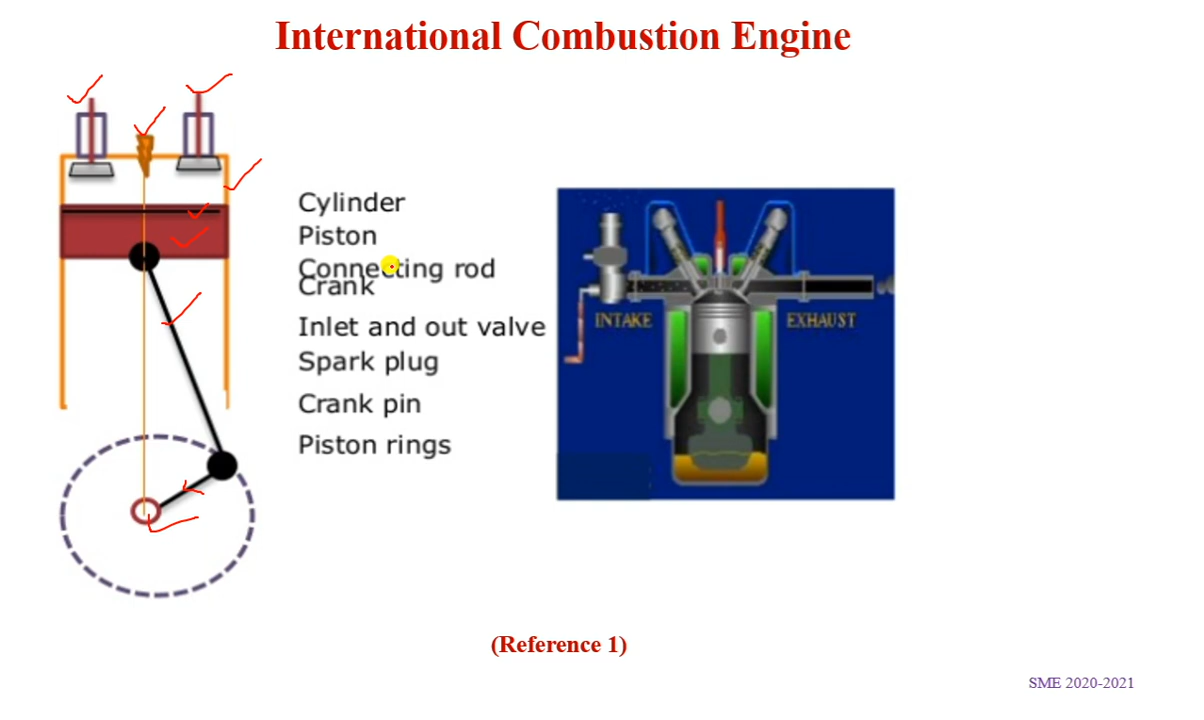 International Combustion Engine
Cylinder
Piston
Connecting rod
Crank
Inlet and out valve
Spark plug
Crank pin
Piston rings
INTAKE
EXHAUST
(Reference 1)
SME 2020-2021